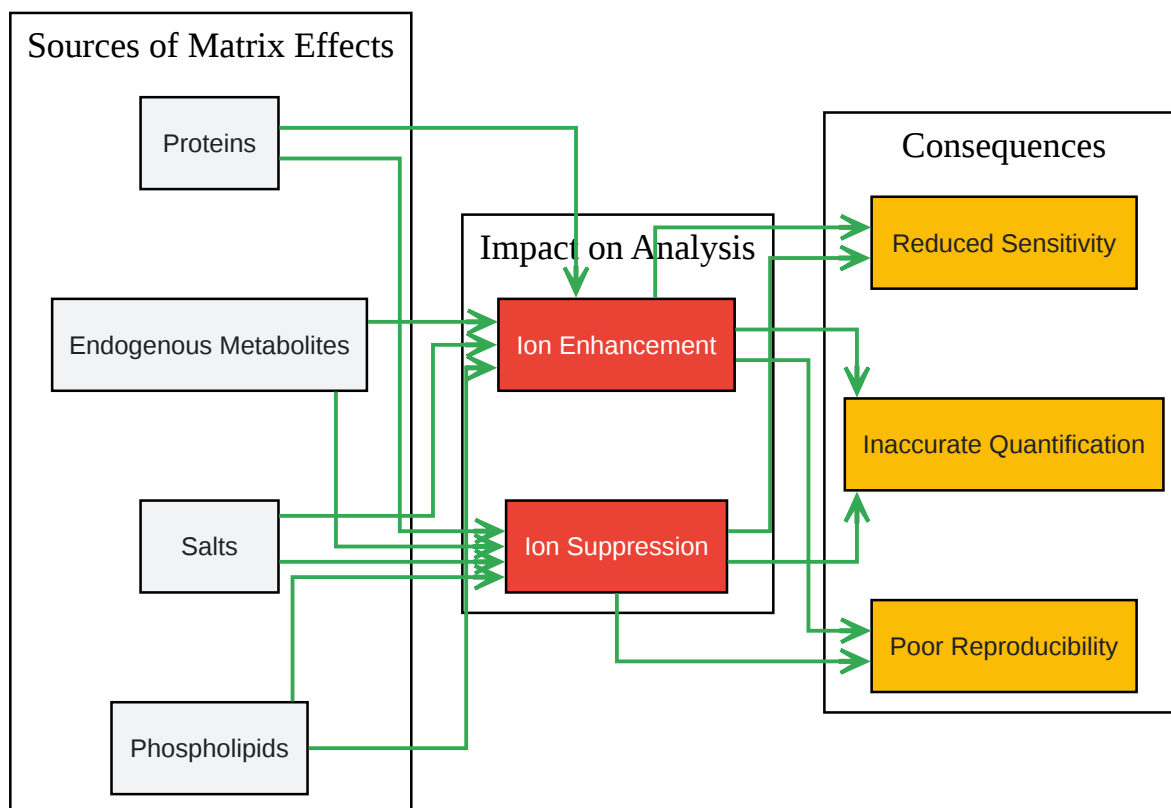 Sources of Matrix Effects
Proteins
Endogenous Metabolites
Salts
Phospholipids
Impact on Analysis
Ion Enhancement
Ion Suppression
Consequences
Reduced Sensitivity
Inaccurate Quantification
Poor Reproducibility